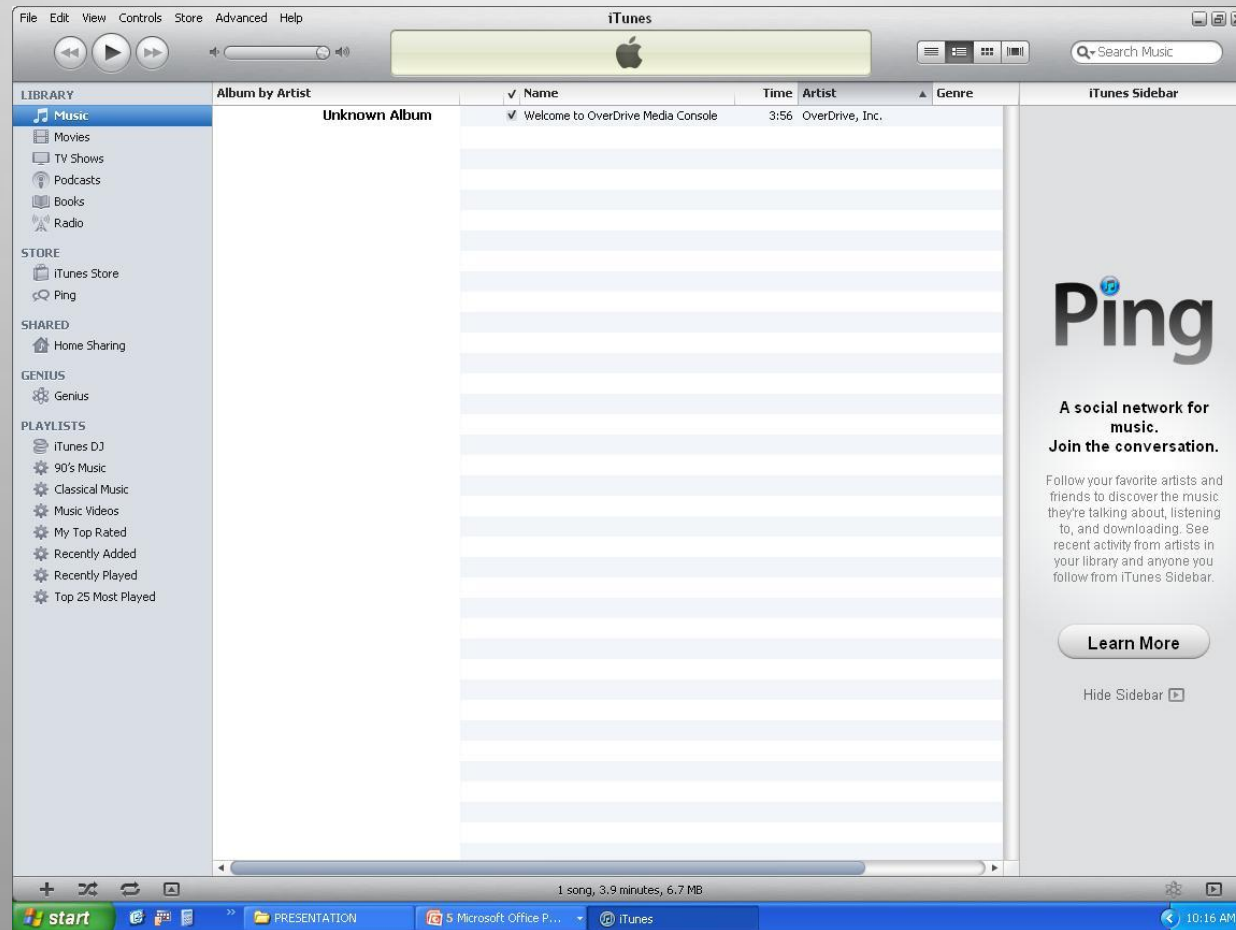 File Edit View Controls Store Advanced Help
iTunes
Search Music
LIBRARY
Music
Movies
TV Shows
Podcasts
Books
Radio
STORE
iTunes Store
Ping
SHARED
Home Sharing
GENIUS
Genius
PLAYLISTS
iTunes DJ
90's Music
Classical Music
Music Videos
My Top Rated
Recently Added
Recently Played
Top 25 Most Played
Album by Artist Name Time Artist Genre
Unknown Album Welcome to OverDrive Media Console 3:56 OverDrive, Inc.
iTunes Sidebar
Ping
A social network for
music.
Join the conversation.
Follow your favorite artists and
friends to discover the music
they're talking about, listening
to, and downloading. See
recent activity from artists in
your library and anyone you
follow from iTunes Sidebar.
Learn More
Hide Sidebar
1 song, 3.9 minutes, 6.7 MB
start PRESENTATION 5 Microsoft Office P... iTunes 10:16 AM